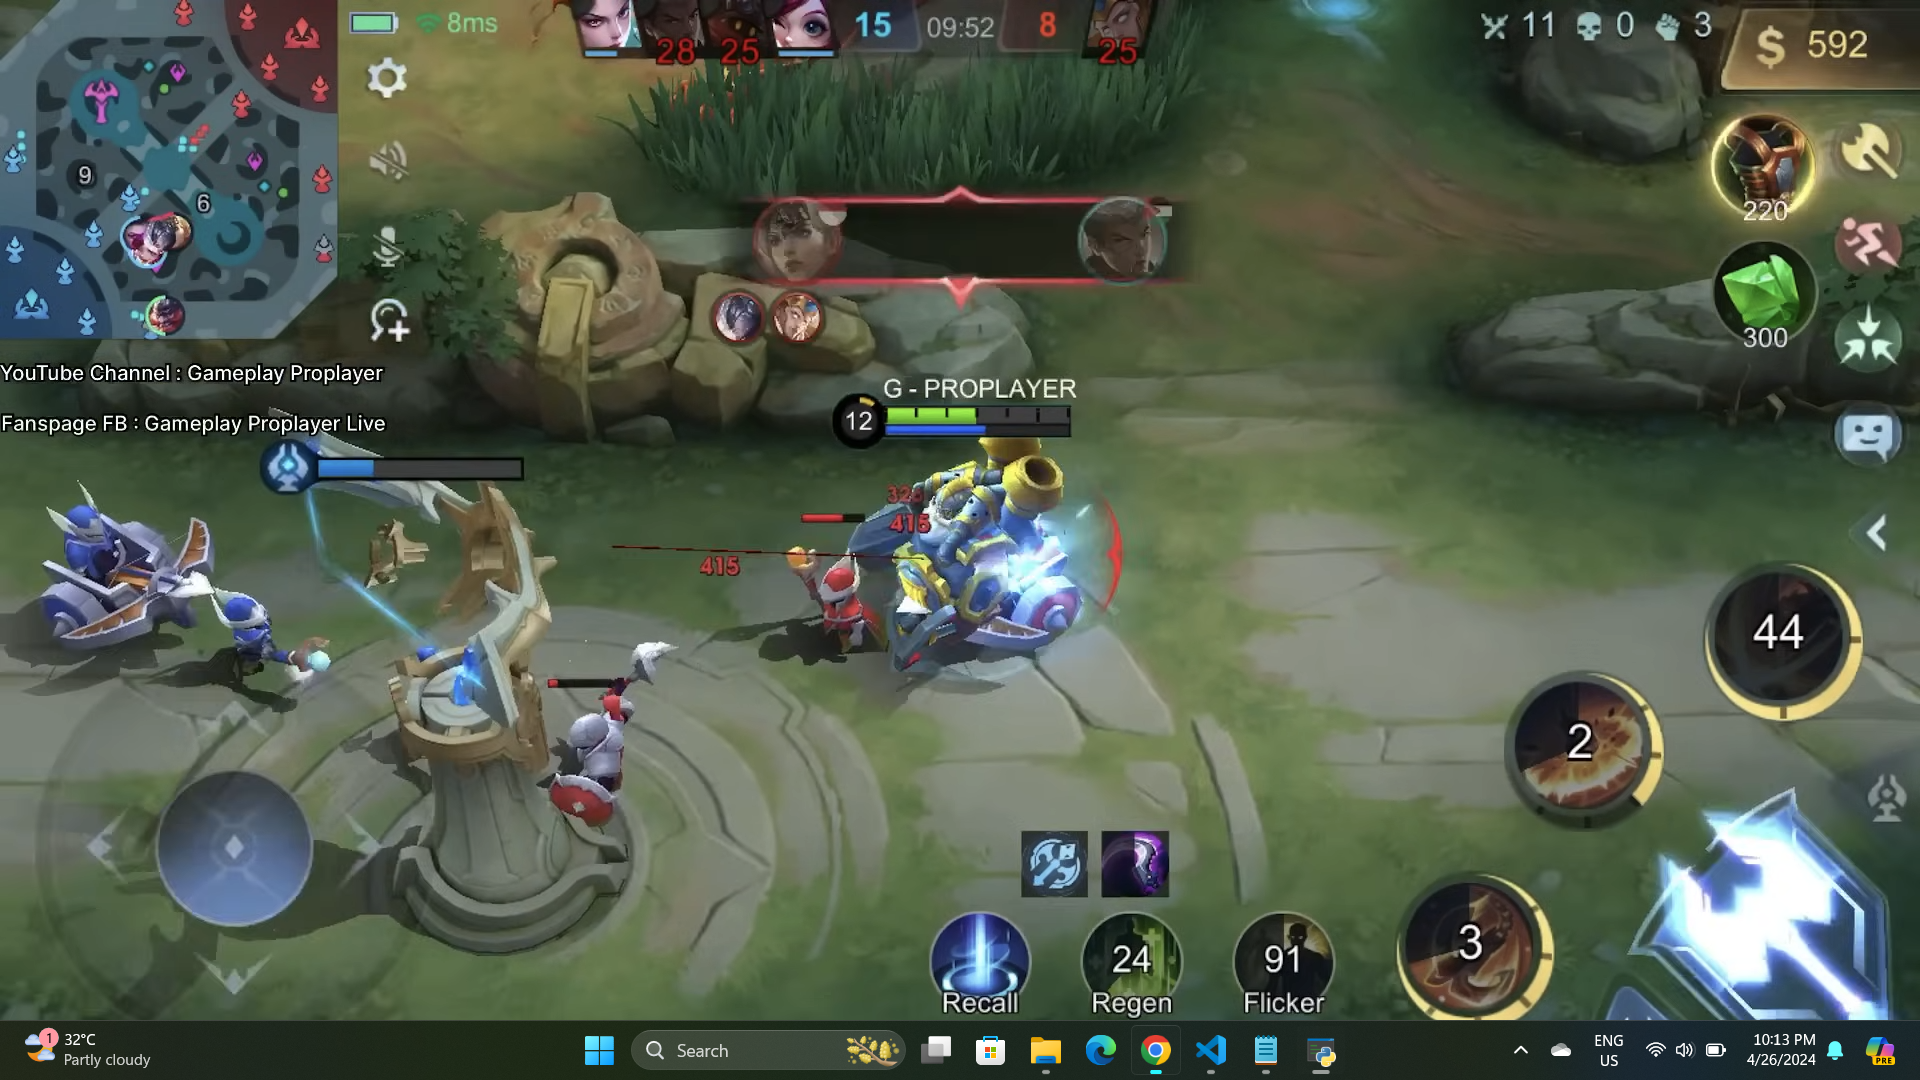 8ms
28
25
15
09:52
8
25
11
0
3
$ 592
9
6
220
300
YouTube Channel : Gameplay Proplayer
Fanspage FB : Gameplay Proplayer Live
G - PROPLAYER
12
415
415
44
2
3
24
91
Recall
Regen
Flicker
1
32°C
Partly cloudy
Search
ENG
US
10:13 PM
4/26/2024
PRE